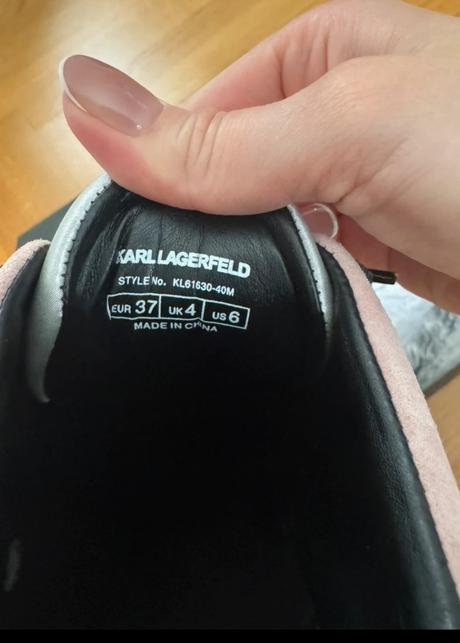 KARL LAGERFELD
STYLE No. KL61630-40M
EUR 37 UK 4 US 6
MADE IN CHINA